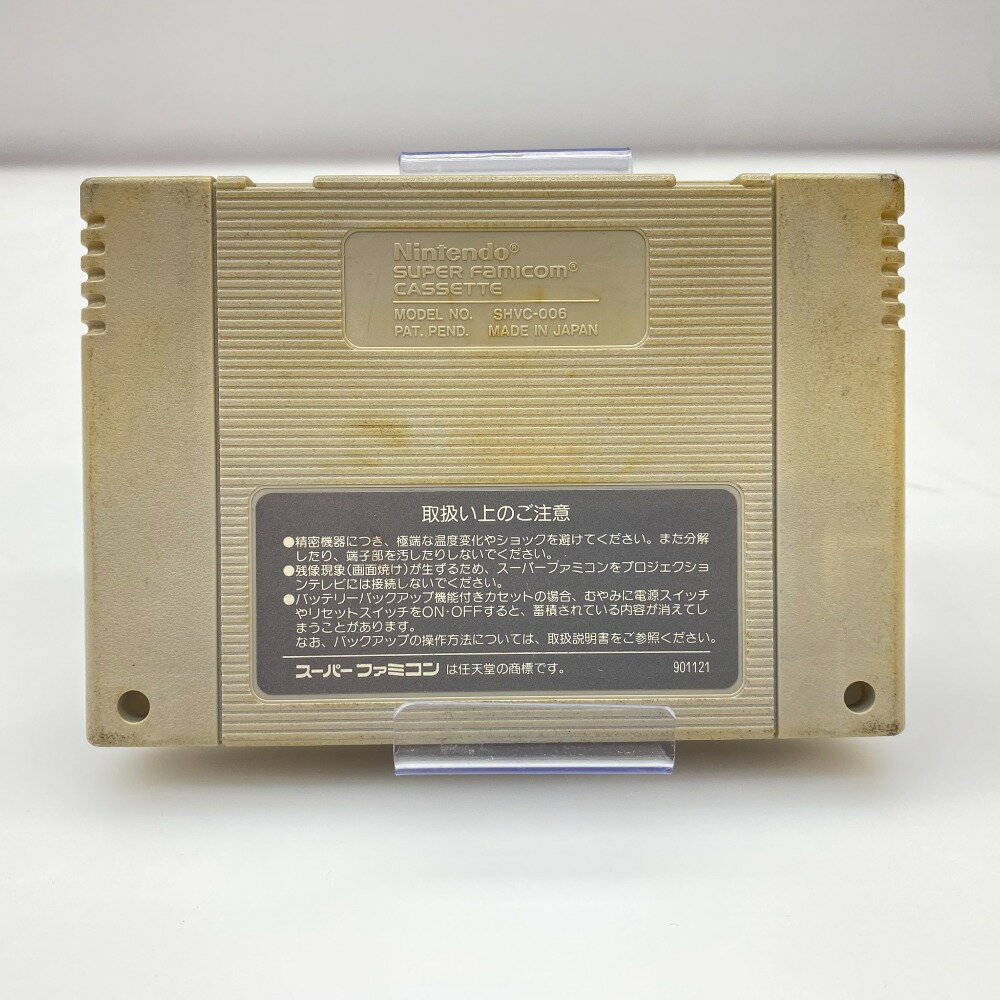 Nintendo®
SUPER FAMICOM®
CASSETTE
MODEL NO. SHVC-006
PAT. PEND. MADE IN JAPAN
取扱い上のご注意
●精密機器につき、極端な温度変化やショックを避けてください。また分解
したり、端子部を汚したりしないでください。
●残像現象(画面焼け)が生ずるため、スーパーファミコンをプロジェクショ
ンテレビには接続しないでください。
●バッテリーバックアップ機能付きカセットの場合、むやみに電源スイッチ
やリセットスイッチをON・OFFすると、蓄積されている内容が消えてし
まうことがあります。
なお、バックアップの操作方法については、取扱説明書をご参照ください。
スーパーファミコン は任天堂の商標です。 901121